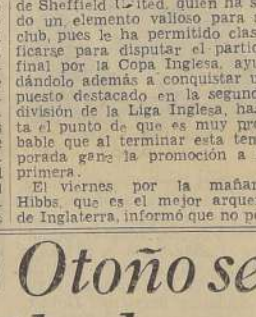 de Sheffield United, quien ha s
do un elemento valioso para s
club, pues le ha permitido clas
ficarse para disputar el partid
final por la Copa Inglesa, ayu
dándolo además a conquistar u
puesto destacado en la segund
división de la Liga Inglesa, ha
ta el punto de que es muy pro
bable que al terminar esta tem
porada gane la promoción a
primera.
El viernes por la mañan
Hibbs, que es el mejor arque
de Inglaterra, informó que no p
Otoño se